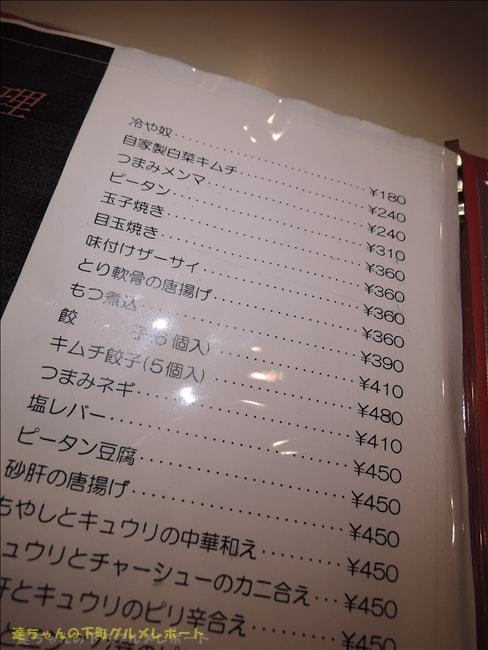 理
冷や奴 ¥180
自家製白菜キムチ ¥240
つまみメンマ ¥240
ピータン ¥310
玉子焼き ¥360
目玉焼き ¥360
味付けザーサイ ¥360
とり軟骨の唐揚げ ¥360
もつ煮込 ¥390
餃 子(6個入) ¥410
キムチ餃子(5個入) ¥480
つまみネギ ¥410
塩レバー ¥450
ピータン豆腐 ¥450
砂肝の唐揚げ ¥450
やしとキュウリの中華和え ¥450
ュウリとチャーシューのカニ合え ¥450
肝とキュウリのピリ辛合え ¥450
達ちゃんの下町グルメレポート